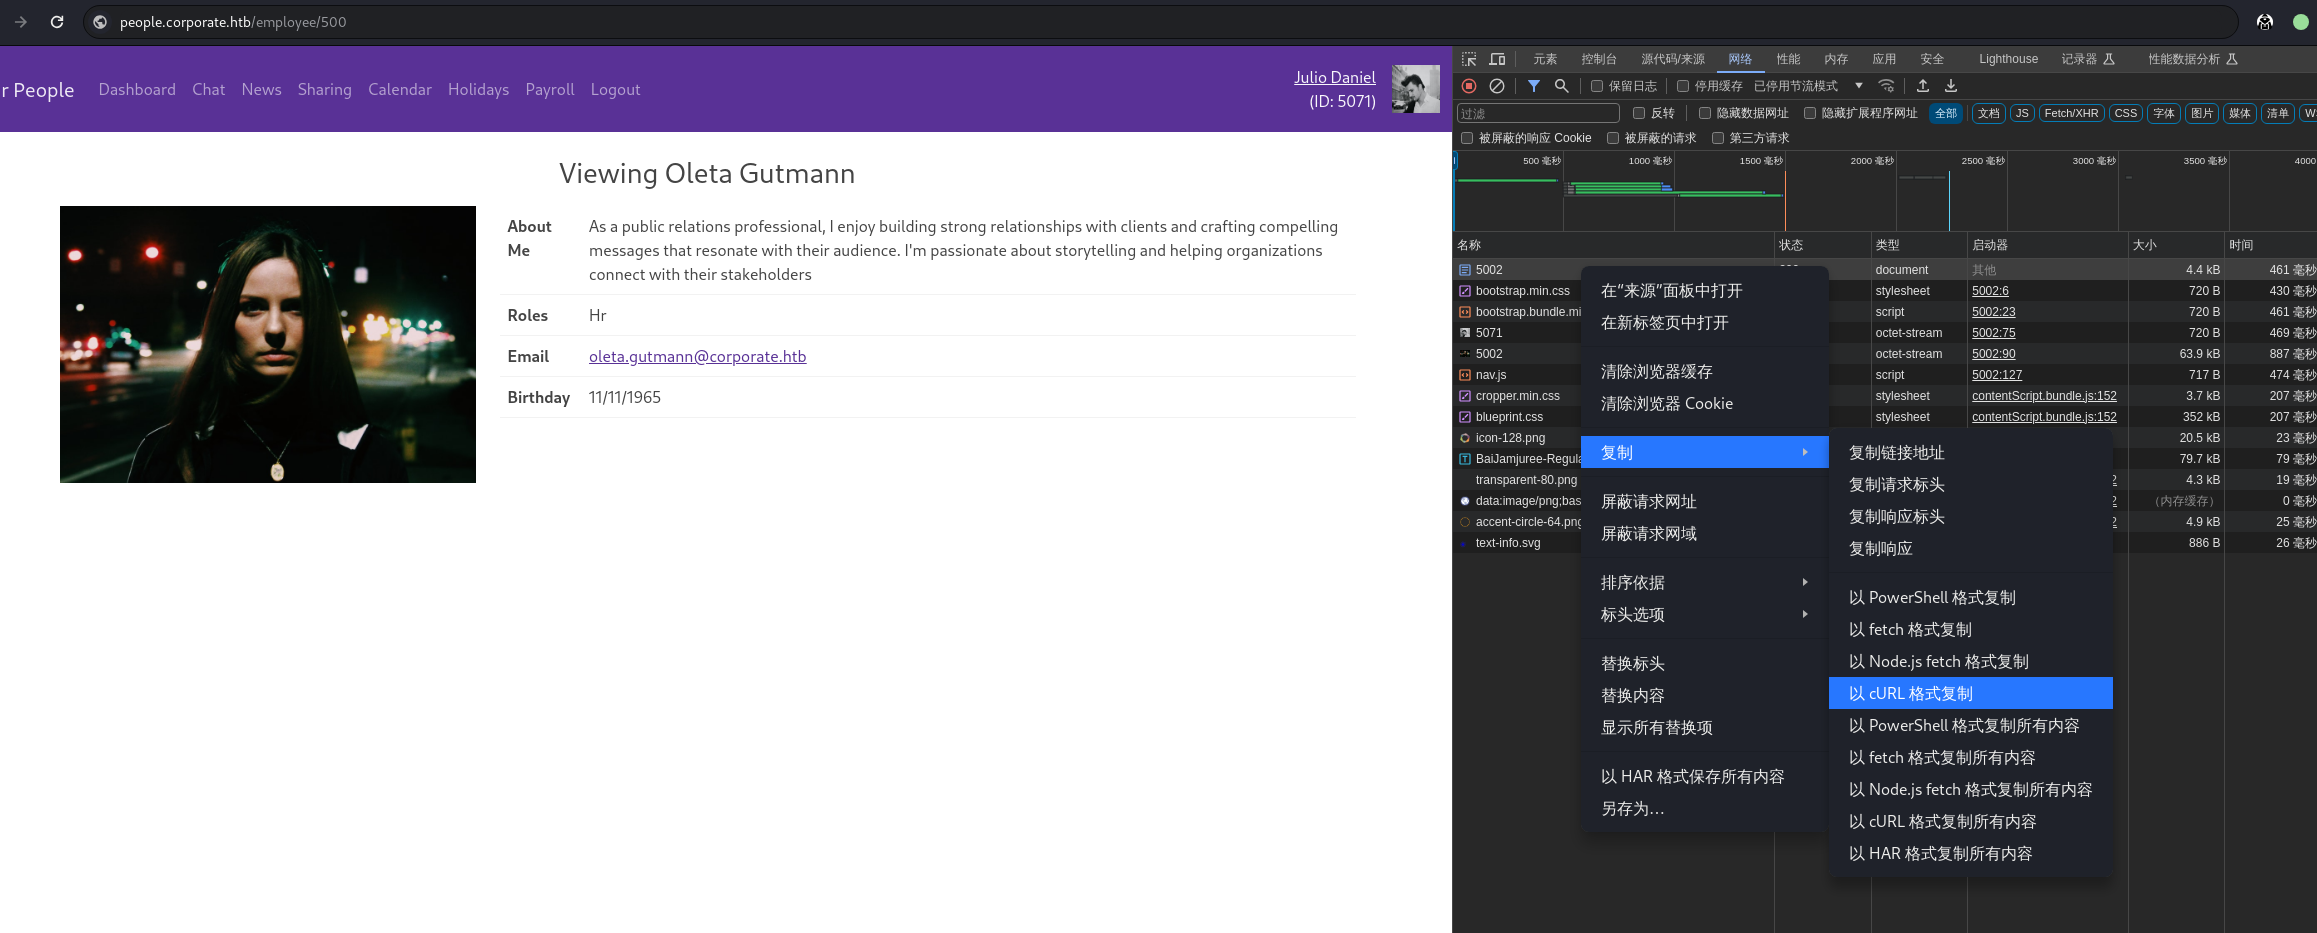 people.corporate.htb/employee/500
r People Dashboard Chat News Sharing Calendar Holidays Payroll Logout
Julio Daniel
(ID: 5071)
Viewing Oleta Gutmann
About Me
As a public relations professional, I enjoy building strong relationships with clients and crafting compelling
messages that resonate with their audience. I'm passionate about storytelling and helping organizations
connect with their stakeholders
Roles Hr
Email oleta.gutmann@corporate.htb
Birthday 11/11/1965
元素 控制台 源代码/来源 网络 性能 内存 应用 安全 Lighthouse 记录器 性能数据分析
保留日志 停用缓存 已停用节流模式
过滤 反转 隐藏数据网址 隐藏扩展程序网址 全部 文档 JS Fetch/XHR CSS 字体 图片 媒体 清单
被屏蔽的响应 Cookie 被屏蔽的请求 第三方请求
500 毫秒 1000 毫秒 1500 毫秒 2000 毫秒 2500 毫秒 3000 毫秒 3500 毫秒 4000
名称 状态 类型 启动器 大小 时间
5002 document 其他 4.4 kB 461 毫秒
bootstrap.min.css stylesheet 5002:6 720 B 430 毫秒
bootstrap.bundle.mi script 5002:23 720 B 461 毫秒
5071 octet-stream 5002:75 720 B 469 毫秒
5002 octet-stream 5002:90 63.9 kB 887 毫秒
nav.js script 5002:127 717 B 474 毫秒
cropper.min.css stylesheet contentScript.bundle.js:152 3.7 kB 207 毫秒
blueprint.css stylesheet contentScript.bundle.js:152 352 kB 207 毫秒
icon-128.png 20.5 kB 23 毫秒
BaiJamjuree-Regula 79.7 kB 79 毫秒
transparent-80.png 2 4.3 kB 19 毫秒
data:image/png;bas 2 （内存缓存） 0 毫秒
accent-circle-64.png 2 4.9 kB 25 毫秒
text-info.svg 886 B 26 毫秒
在“来源”面板中打开
在新标签页中打开
清除浏览器缓存
清除浏览器 Cookie
复制
屏蔽请求网址
屏蔽请求网域
排序依据
标头选项
替换标头
替换内容
显示所有替换项
以 HAR 格式保存所有内容
另存为…
复制链接地址
复制请求标头
复制响应标头
复制响应
以 PowerShell 格式复制
以 fetch 格式复制
以 Node.js fetch 格式复制
以 cURL 格式复制
以 PowerShell 格式复制所有内容
以 fetch 格式复制所有内容
以 Node.js fetch 格式复制所有内容
以 cURL 格式复制所有内容
以 HAR 格式复制所有内容